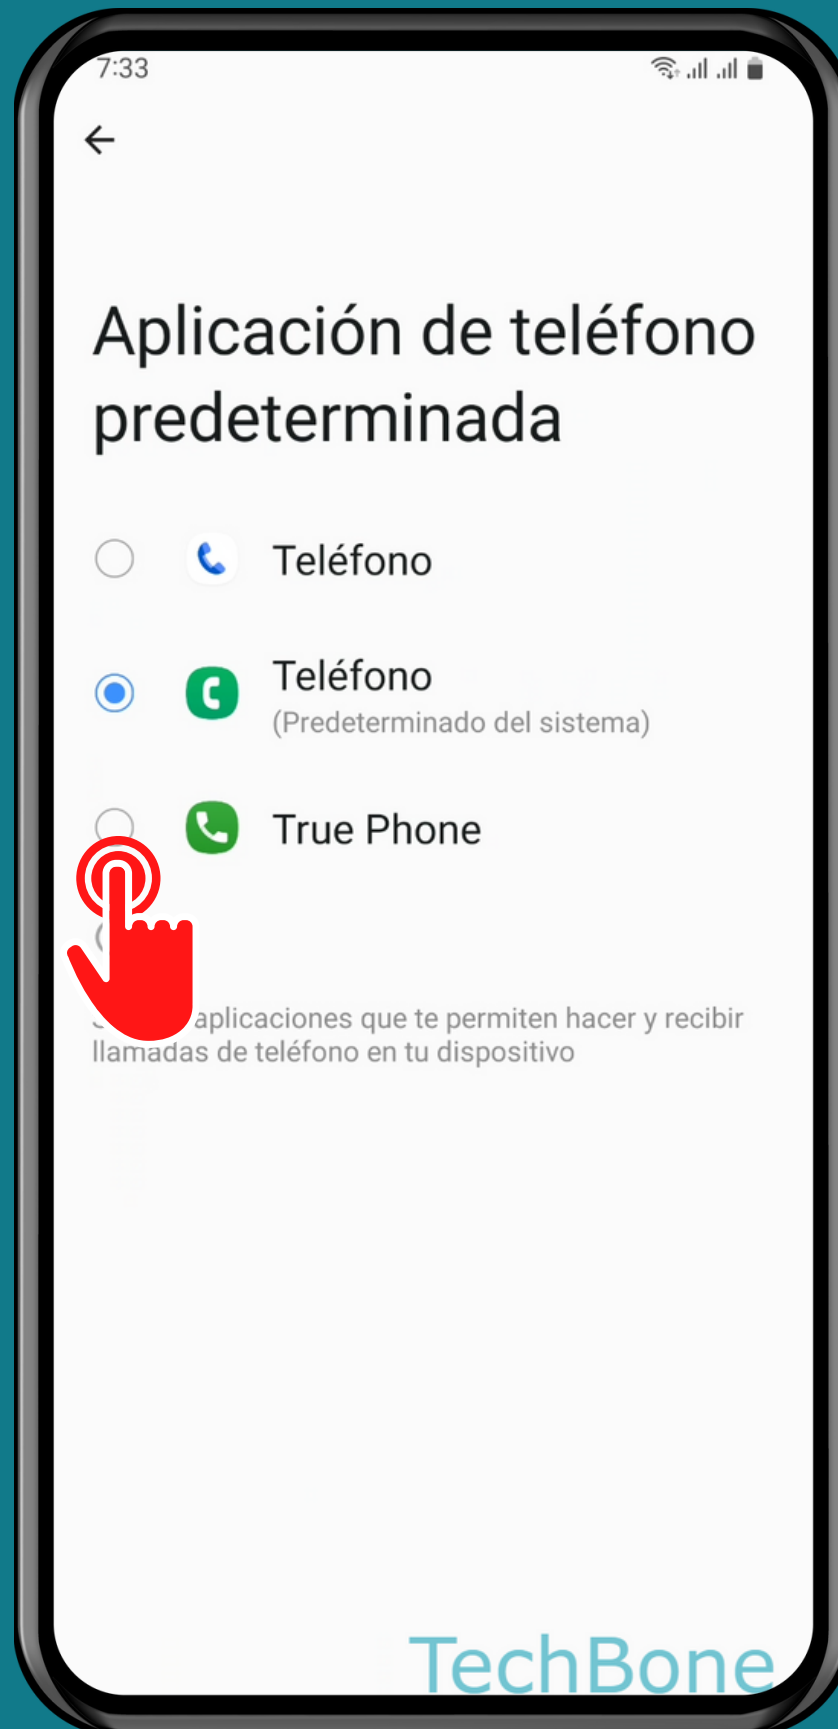 7:33
Aplicación de teléfono
predeterminada
Teléfono
Teléfono
(Predeterminado del sistema)
True Phone
aplicaciones que te permiten hacer y recibir
llamadas de teléfono en tu dispositivo
TechBone